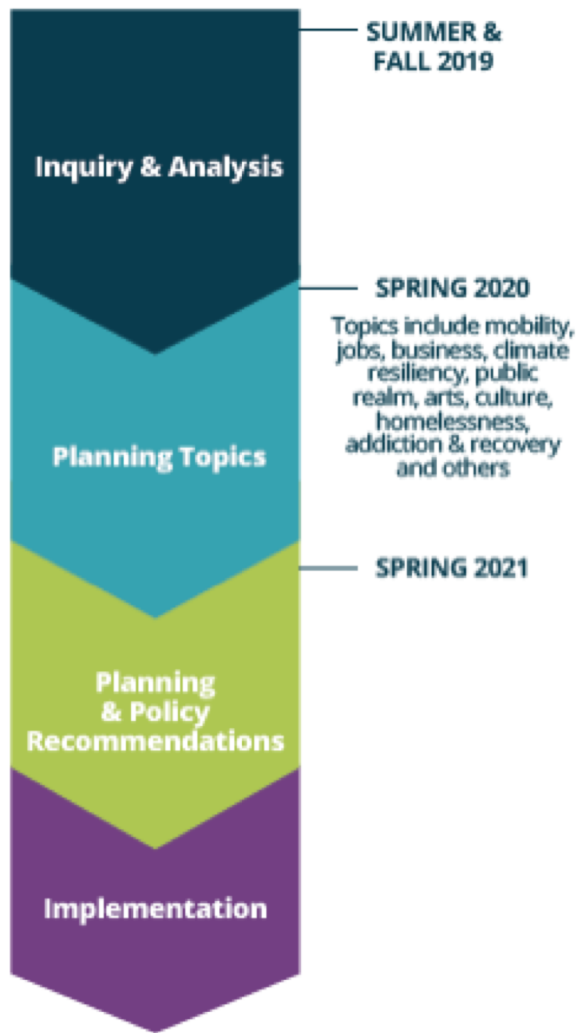 SUMMER &
FALL 2019
Inquiry & Analysis
SPRING 2020
Topics include mobility,
jobs, business, climate
resiliency, public
realm, arts, culture,
homelessness,
addiction & recovery
and others
Planning Topics
SPRING 2021
Planning
& Policy
Recommendations
Implementation